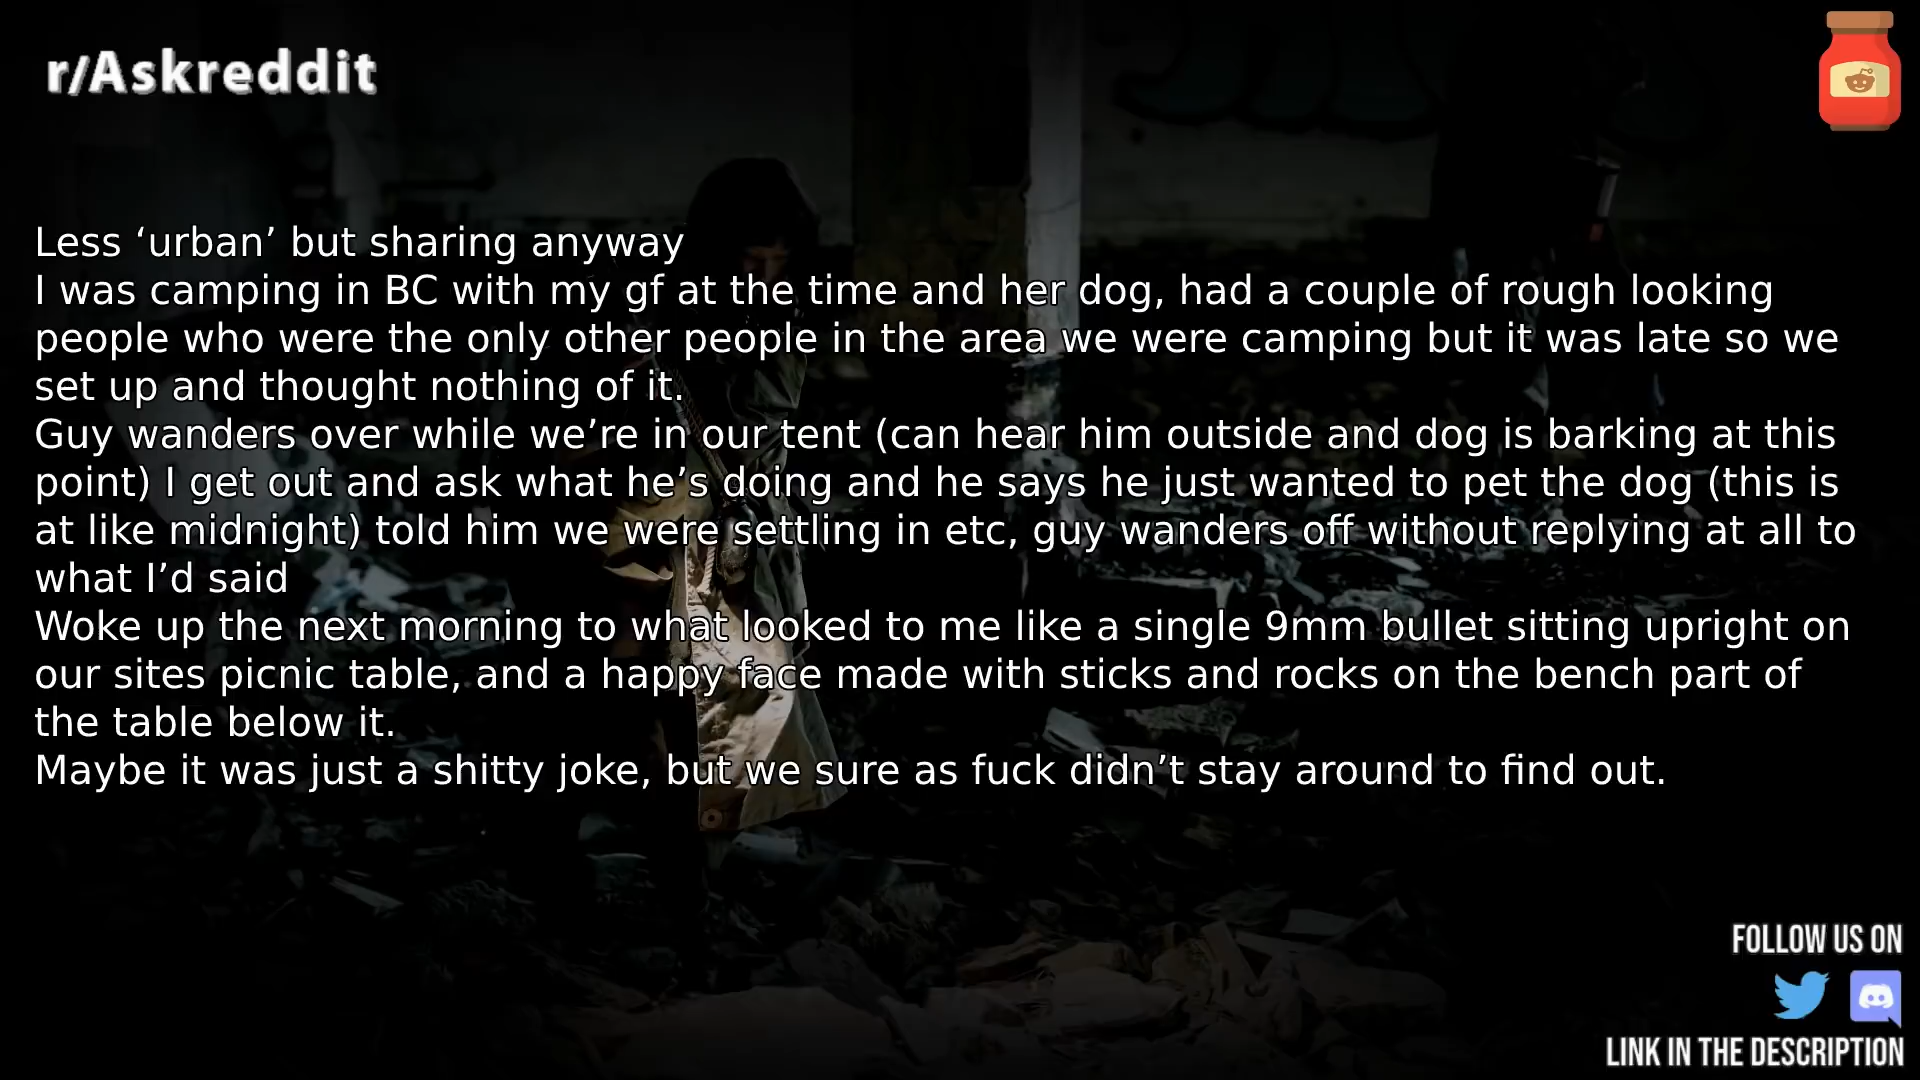 r/Askreddit
Less ‘urban’ but sharing anyway
I was camping in BC with my gf at the time and her dog, had a couple of rough looking
people who were the only other people in the area we were camping but it was late so we
set up and thought nothing of it.
Guy wanders over while we’re in our tent (can hear him outside and dog is barking at this
point) I get out and ask what he’s doing and he says he just wanted to pet the dog (this is
at like midnight) told him we were settling in etc, guy wanders off without replying at all to
what I’d said
Woke up the next morning to what looked to me like a single 9mm bullet sitting upright on
our sites picnic table, and a happy face made with sticks and rocks on the bench part of
the table below it.
Maybe it was just a shitty joke, but we sure as fuck didn’t stay around to find out.
FOLLOW US ON
LINK IN THE DESCRIPTION